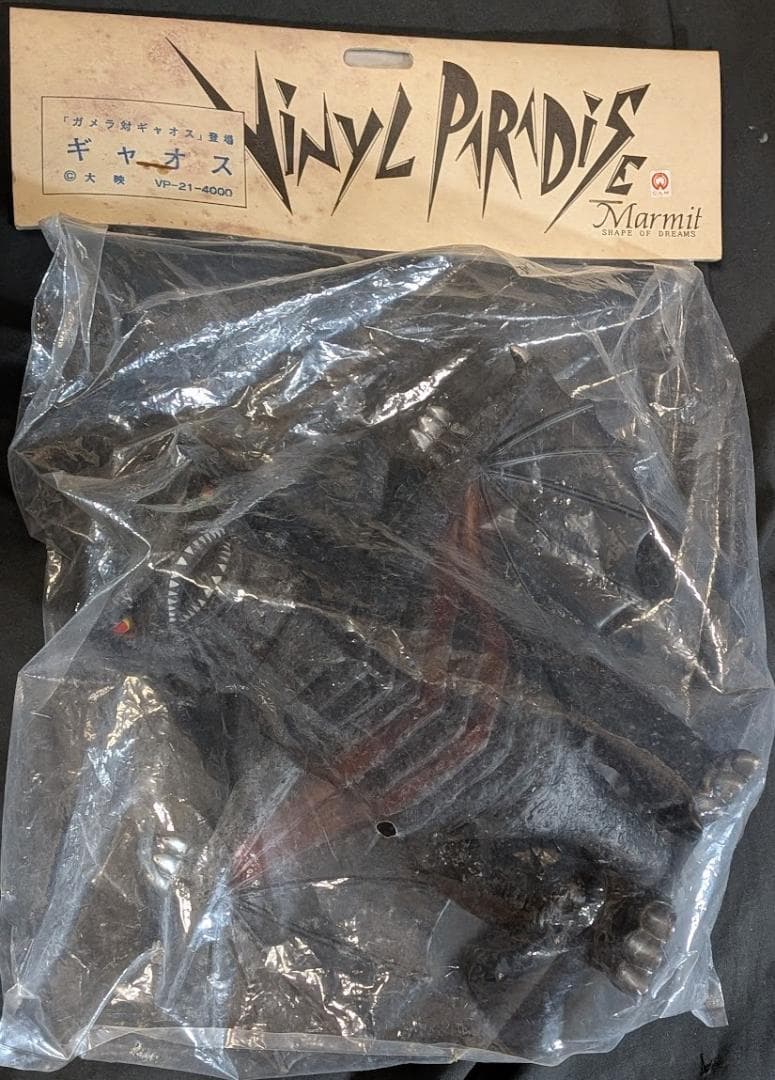 「ガメラ対ギャオス」登場
ギャオス
© 大映 VP-21-4000
VINYL PARADISE
Marmit
SHAPE OF DREAMS